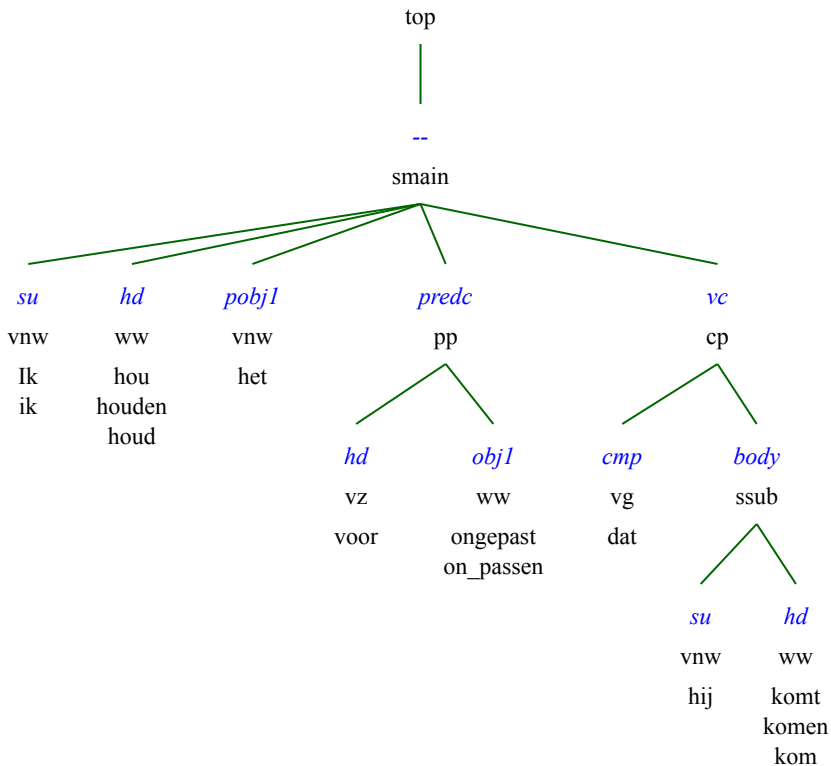 top
--
smain
su hd pobj1 predc vc
vnw ww vnw pp cp
Ik hou het
ik houden
houd
hd obj1 cmp body
vz ww vg ssub
voor ongepast dat
on_passen
su hd
vnw ww
hij komt
komen
kom